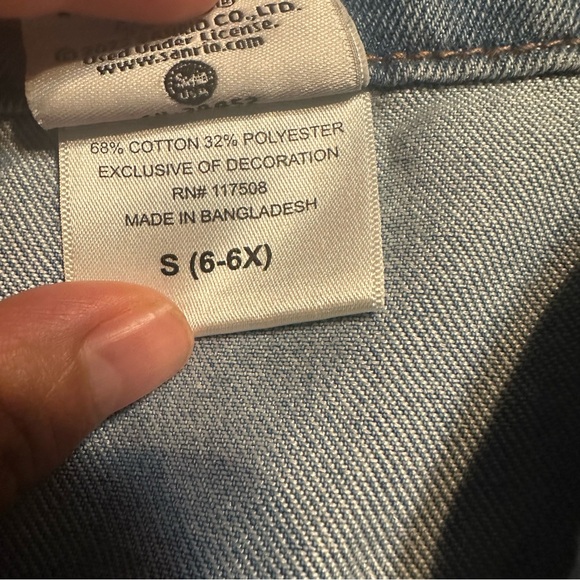 CO.,LTD.
Used Under License.
www.sanrio.com
68% COTTON 32% POLYESTER
EXCLUSIVE OF DECORATION
RN# 117508
MADE IN BANGLADESH
S (6-6X)